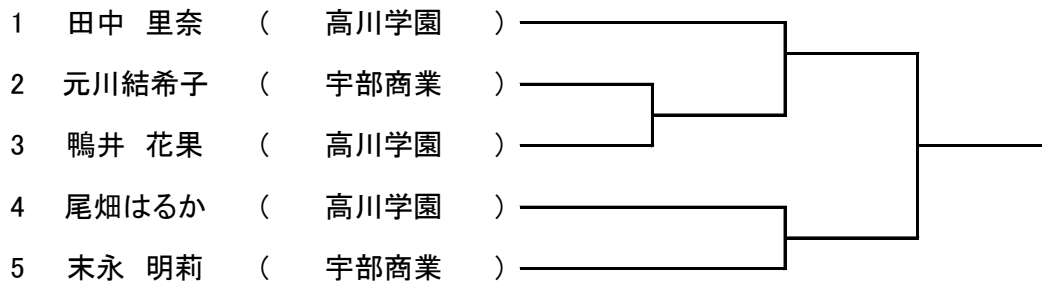 1 田中 里奈 ( 高川学園 )
2 元川結希子 ( 宇部商業 )
3 鴨井 花果 ( 高川学園 )
4 尾畑はるか ( 高川学園 )
5 末永 明莉 ( 宇部商業 )